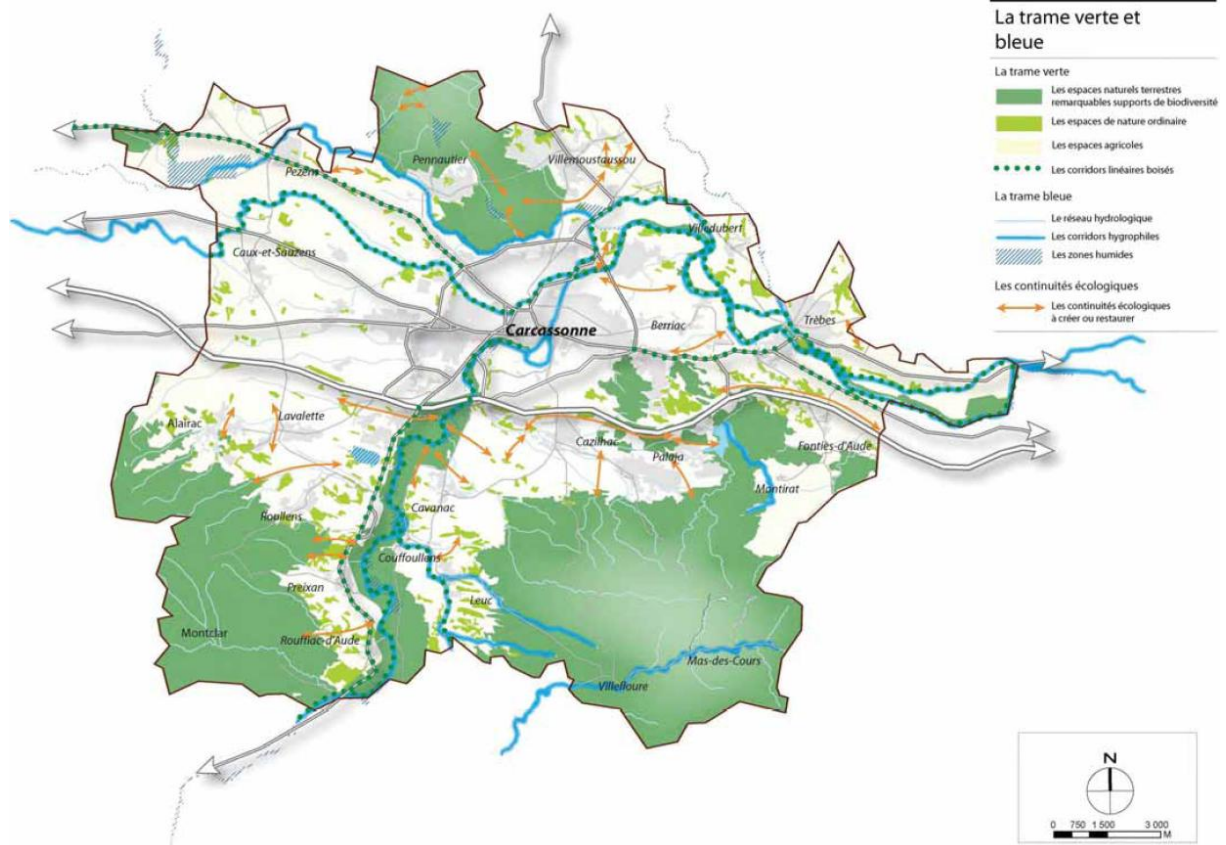 La trame verte et
bleue
La trame verte
Les espaces naturels terrestres
remarquables supports de biodiversité
Les espaces de nature ordinaire
Les espaces agricoles
Les corridors linéaires boisés
La trame bleue
Le réseau hydrologique
Les corridors hygrophiles
Les zones humides
Les continuités écologiques
Les continuités écologiques
à créer ou restaurer
Pennautier
Villemoustaussou
Pezens
Villedubert
Caux-et-Sauzens
Trèbes
Carcassonne
Berriac
Alairac
Lavalette
Cazilhac
Palaja
Fontiès-d'Aude
Montirat
Cavanac
Roullens
Couffoulens
Preixan
Leuc
Montclar
Rouffiac-d'Aude
Mas-des-Cours
Villefloure
N
0 750 1 500 3 000
M